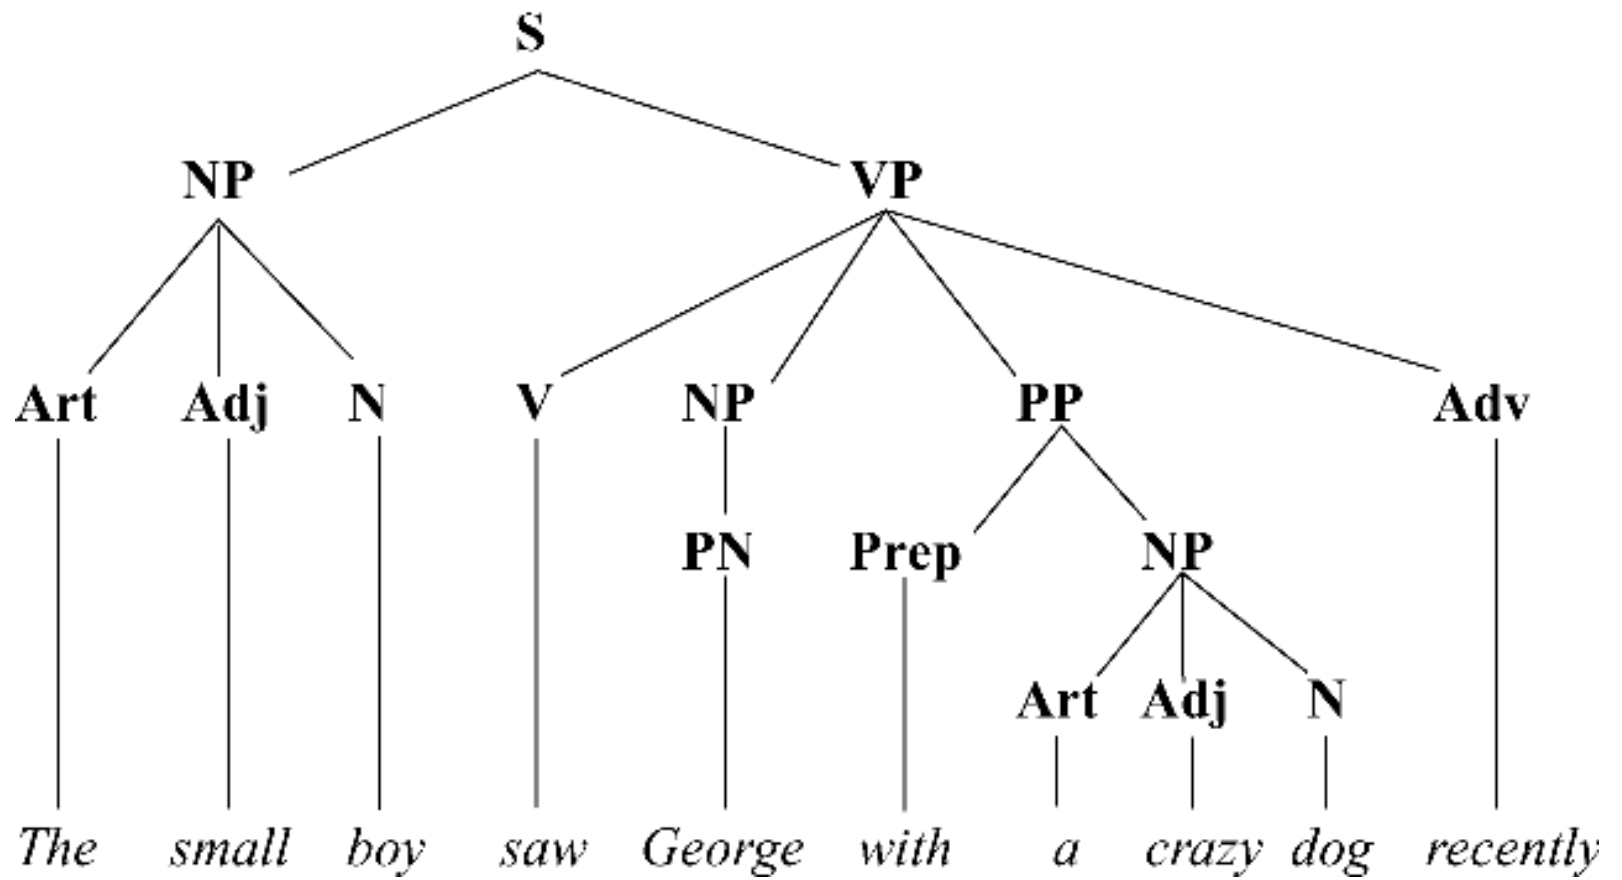 S
NP VP
Art Adj N V NP PP Adv
PN Prep NP
Art Adj N
The small boy saw George with a crazy dog recently